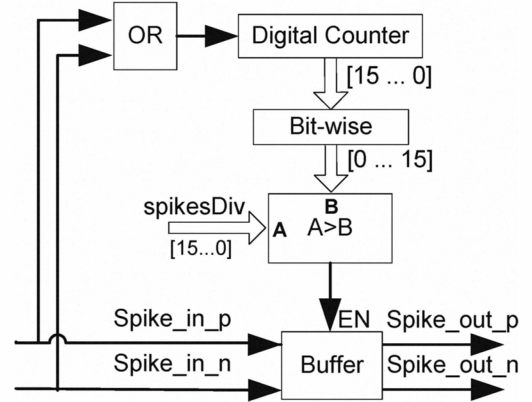 OR
Digital Counter
[15 ... 0]
Bit-wise
[0 ... 15]
spikesDiv
[15...0]
B
A
A>B
EN
Spike_in_p
Spike_out_p
Spike_in_n
Buffer
Spike_out_n